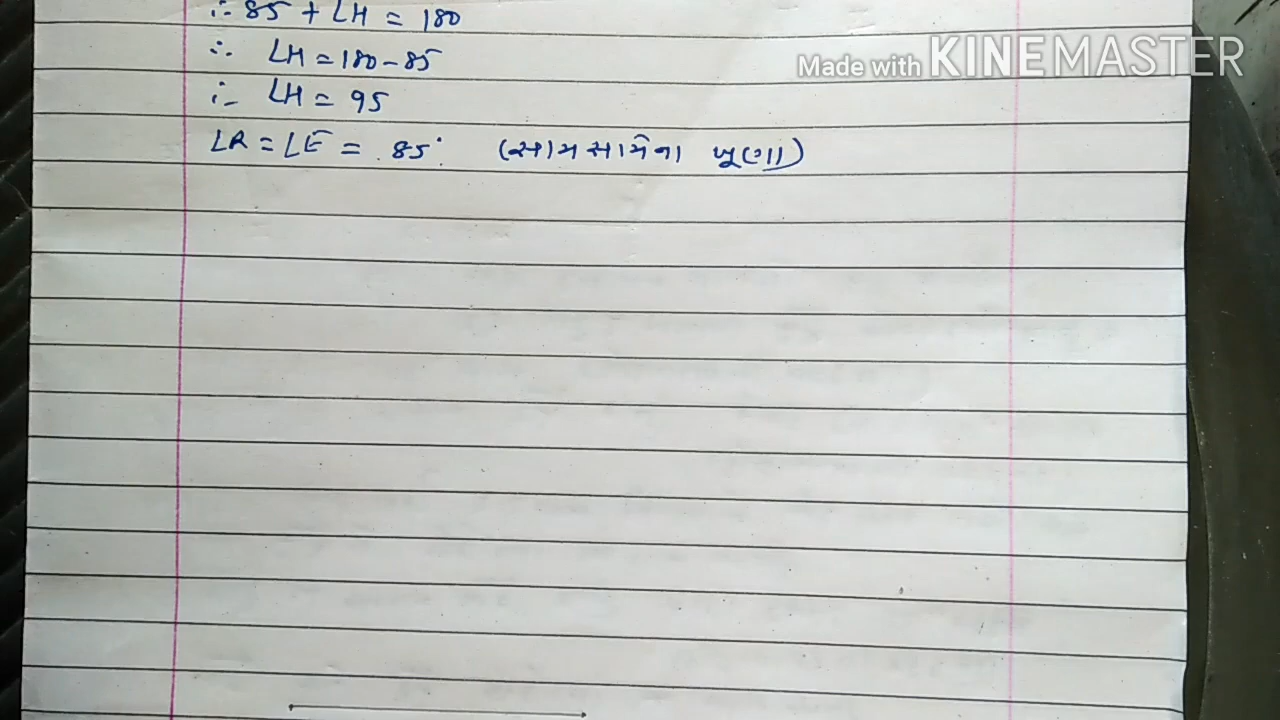 ∴ 85 + ∠H = 180
∴ ∠H = 180 - 85
∴ ∠H = 95
∠R = ∠E = 85° (સામસામેના ખૂણા)
Made with KINEMASTER